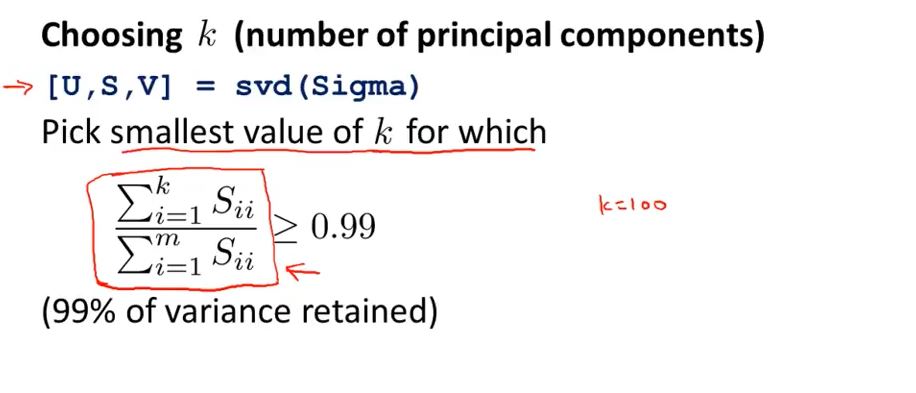 Choosing k (number of principal components)
→ [U,S,V] = svd(Sigma)
Pick smallest value of k for which
\frac{\sum_{i=1}^{k} S_{ii}}{\sum_{i=1}^{m} S_{ii}} ≥ 0.99
k=100
(99% of variance retained)